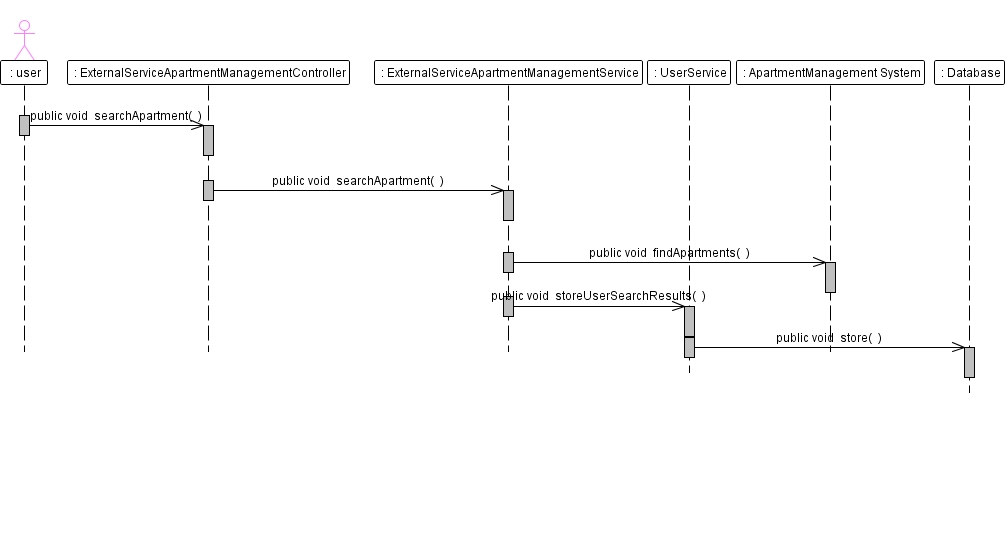 : user
: ExternalServiceApartmentManagementController
: ExternalServiceApartmentManagementService
: UserService
: ApartmentManagement System
: Database
public void searchApartment( )
public void searchApartment( )
public void findApartments( )
public void storeUserSearchResults( )
public void store( )